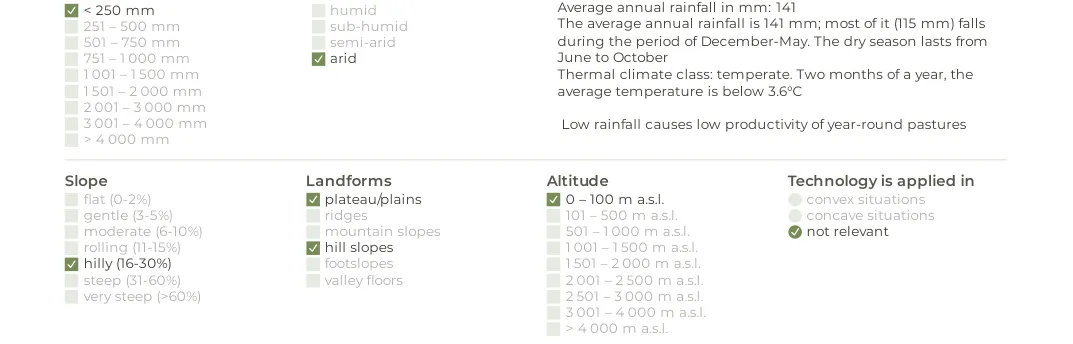 < 250 mm
251 – 500 mm
501 – 750 mm
751 – 1 000 mm
1 001 – 1 500 mm
1 501 – 2 000 mm
2 001 – 3 000 mm
3 001 – 4 000 mm
> 4 000 mm
humid
sub-humid
semi-arid
arid
Average annual rainfall in mm: 141
The average annual rainfall is 141 mm; most of it (115 mm) falls
during the period of December-May. The dry season lasts from
June to October
Thermal climate class: temperate. Two months of a year, the
average temperature is below 3.6°C
Low rainfall causes low productivity of year-round pastures
Slope
flat (0-2%)
gentle (3-5%)
moderate (6-10%)
rolling (11-15%)
hilly (16-30%)
steep (31-60%)
very steep (>60%)
Landforms
plateau/plains
ridges
mountain slopes
hill slopes
footslopes
valley floors
Altitude
0 – 100 m a.s.l.
101 – 500 m a.s.l.
501 – 1 000 m a.s.l.
1 001 – 1 500 m a.s.l.
1 501 – 2 000 m a.s.l.
2 001 – 2 500 m a.s.l.
2 501 – 3 000 m a.s.l.
3 001 – 4 000 m a.s.l.
> 4 000 m a.s.l.
Technology is applied in
convex situations
concave situations
not relevant